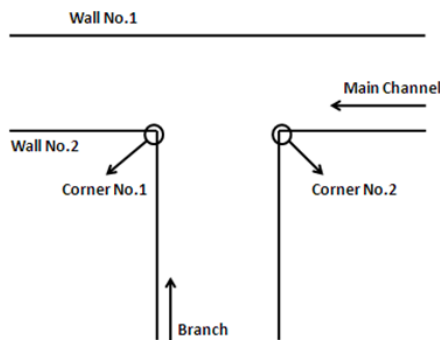 Wall No.1
Main Channel
Wall No.2
Corner No.1
Corner No.2
Branch